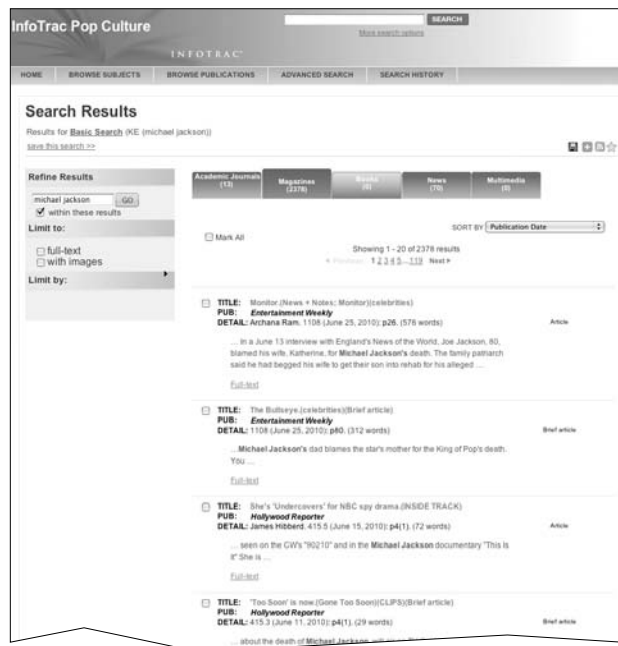 InfoTrac Pop Culture
SEARCH
More search options
INFOTRAC
HOME BROWSE SUBJECTS BROWSE PUBLICATIONS ADVANCED SEARCH SEARCH HISTORY
Search Results
Results for Basic Search (KE (michael jackson))
save this search >>
Refine Results
michael jackson GO
within these results
Limit to:
full-text
with images
Limit by:
Academic Journals (13)
Magazines (2378)
Books (0)
News (70)
Multimedia (0)
SORT BY Publication Date
Mark All
Showing 1 - 20 of 2378 results
Previous 1 2 3 4 5 ... 119 Next
TITLE: Monitor.(News + Notes: Monitor)(celebrities)
PUB: Entertainment Weekly
DETAIL: Archana Ram. 1108 (June 25, 2010): p26. (576 words) Article
... In a June 13 interview with England's News of the World, Joe Jackson, 80,
blamed his wife, Katherine, for Michael Jackson's death. The family patriarch
said he had begged his wife to get their son into rehab for his alleged ...
Full-text
TITLE: The Bullseye.(celebrities)(Brief article)
PUB: Entertainment Weekly
DETAIL: 1108 (June 25, 2010): p80. (312 words) Brief article
...Michael Jackson's dad blames the star's mother for the King of Pop's death.
You ...
Full-text
TITLE: She's 'Undercovers' for NBC spy drama.(INSIDE TRACK)
PUB: Hollywood Reporter
DETAIL: James Hibberd. 415.5 (June 15, 2010): p4(1). (72 words) Article
... seen on the CW's "90210" and in the Michael Jackson documentary "This Is
It" She is ...
Full-text
TITLE: 'Too Soon' is now.(Gone Too Soon)(CLIPS)(Brief article)
PUB: Hollywood Reporter
DETAIL: 415.3 (June 11, 2010): p4(1). (29 words) Brief article
... about the death of Michael Jackson